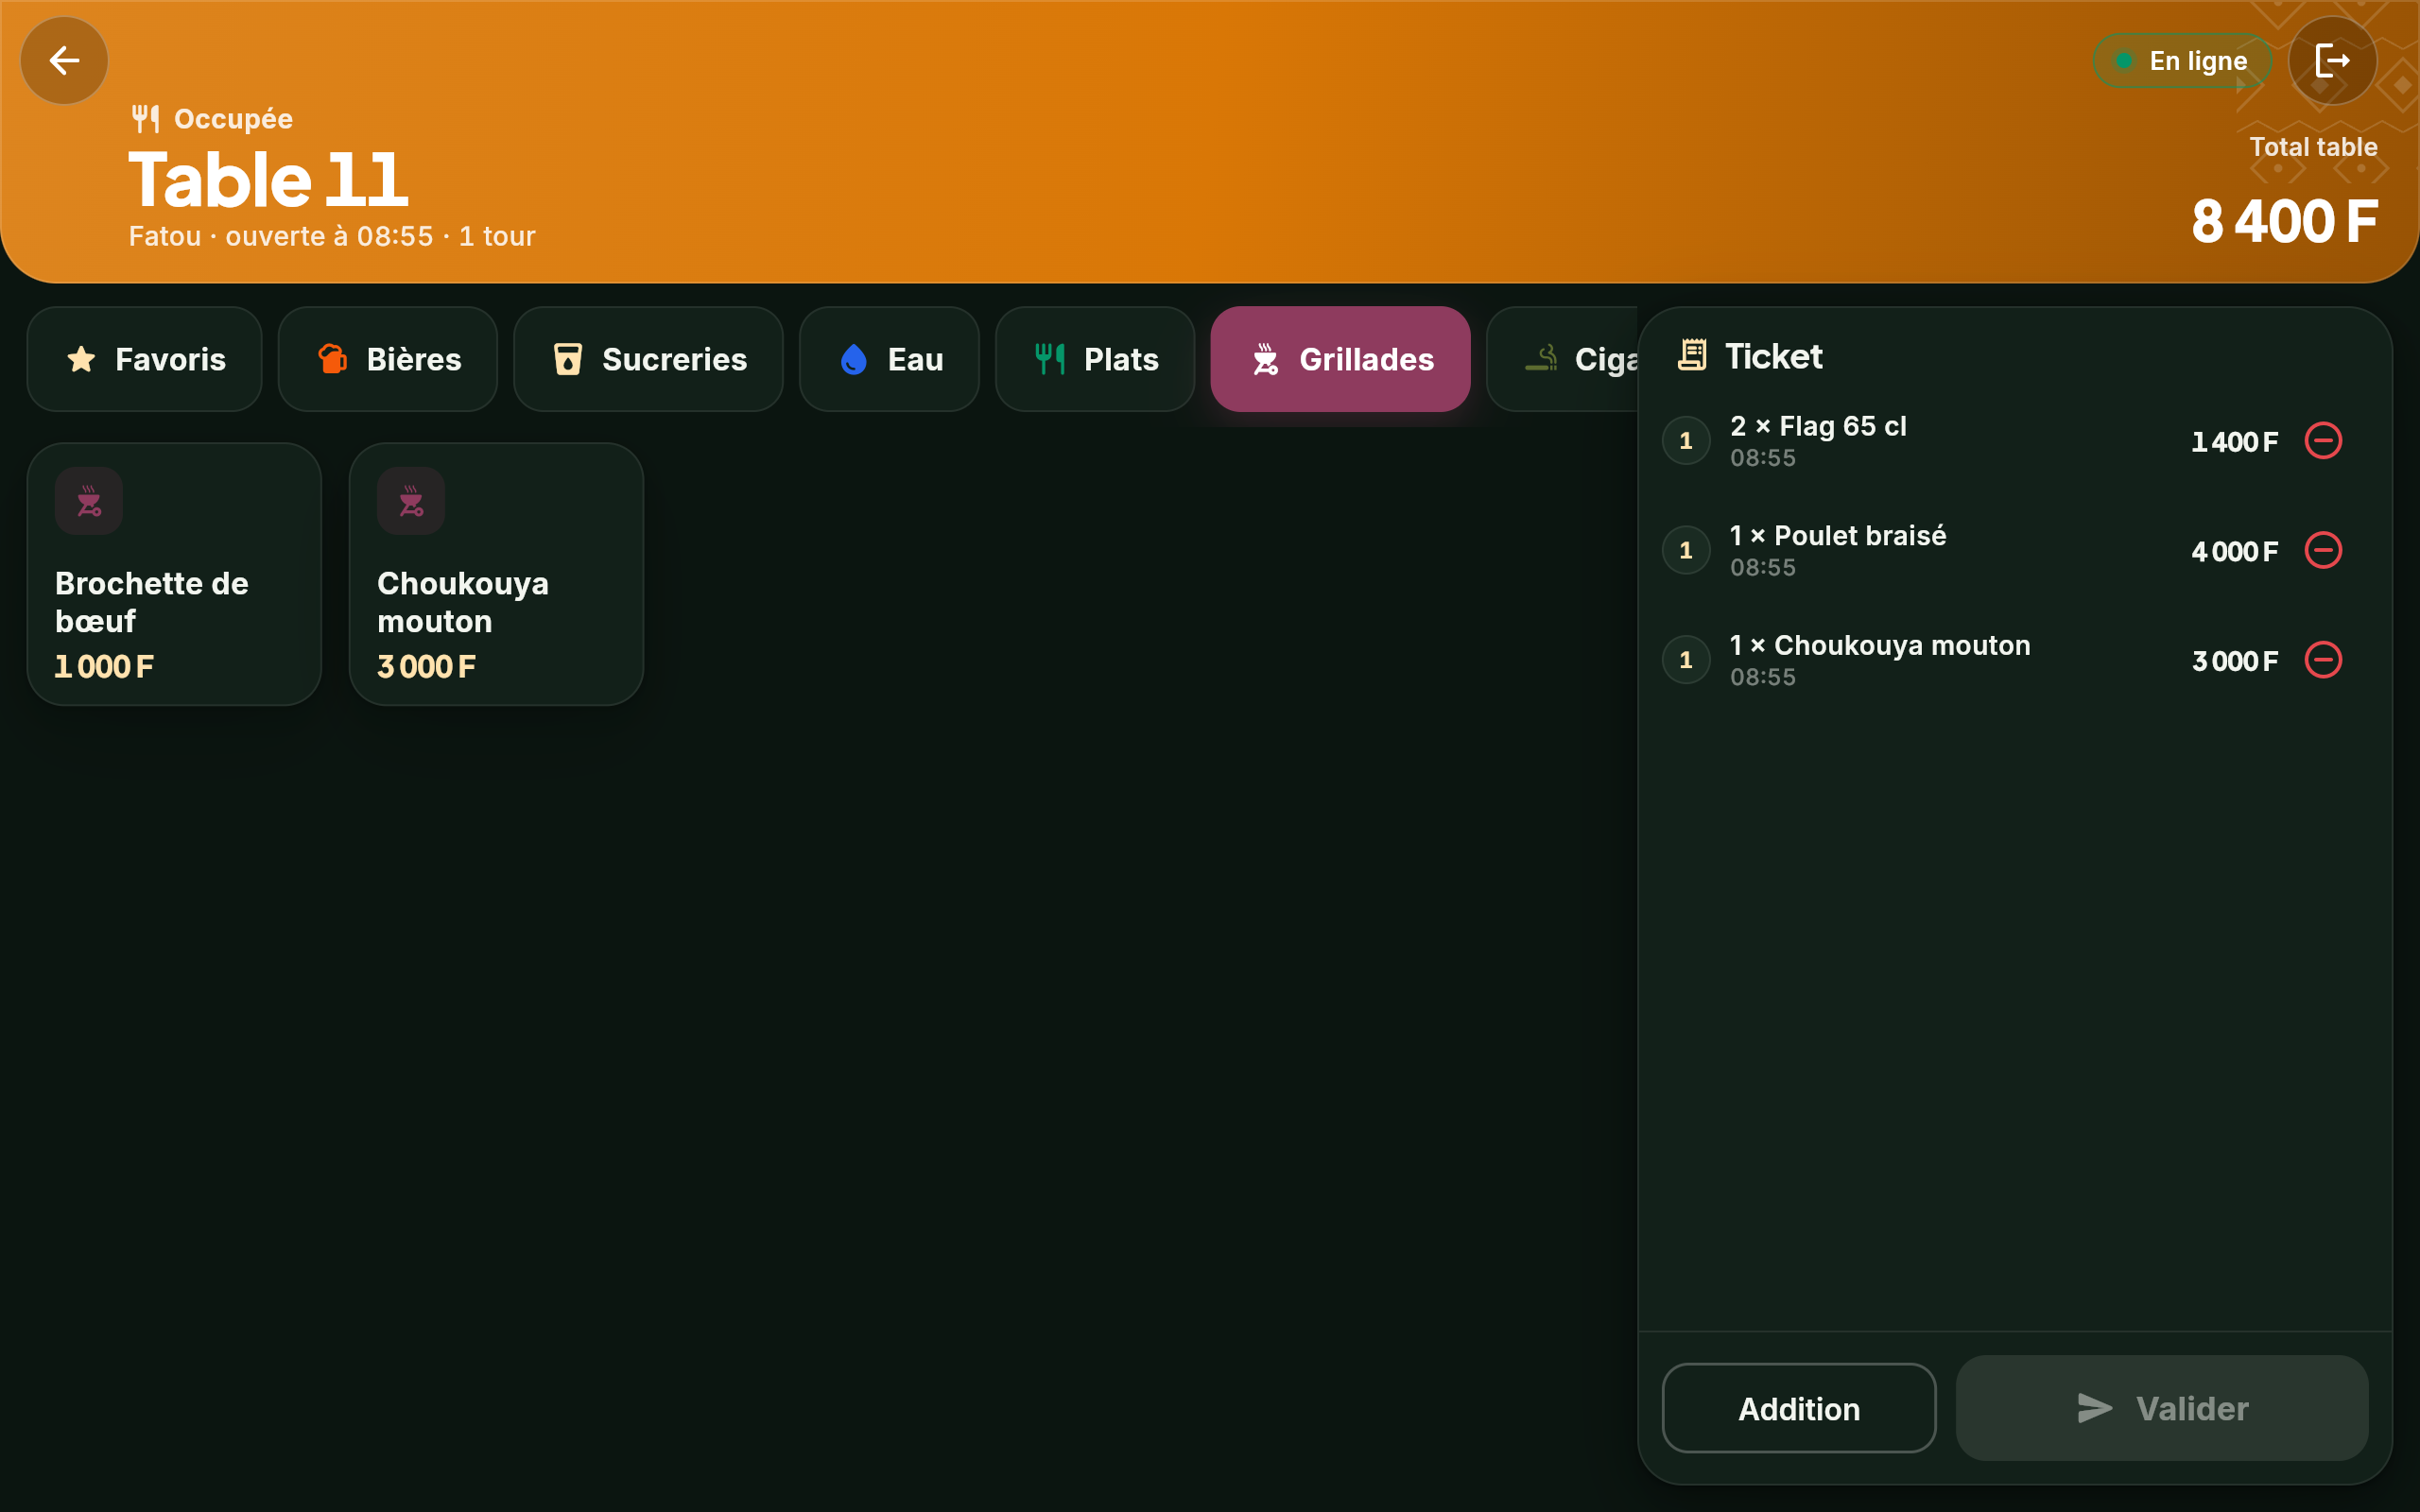 En ligne
Occupée
Table 11
Fatou · ouverte à 08:55 · 1 tour
Total table
8 400 F
Favoris
Bières
Sucreries
Eau
Plats
Grillades
Ciga
Brochette de
bœuf
1 000 F
Choukouya
mouton
3 000 F
Ticket
1
2 × Flag 65 cl
08:55
1 400 F
1
1 × Poulet braisé
08:55
4 000 F
1
1 × Choukouya mouton
08:55
3 000 F
Addition
Valider